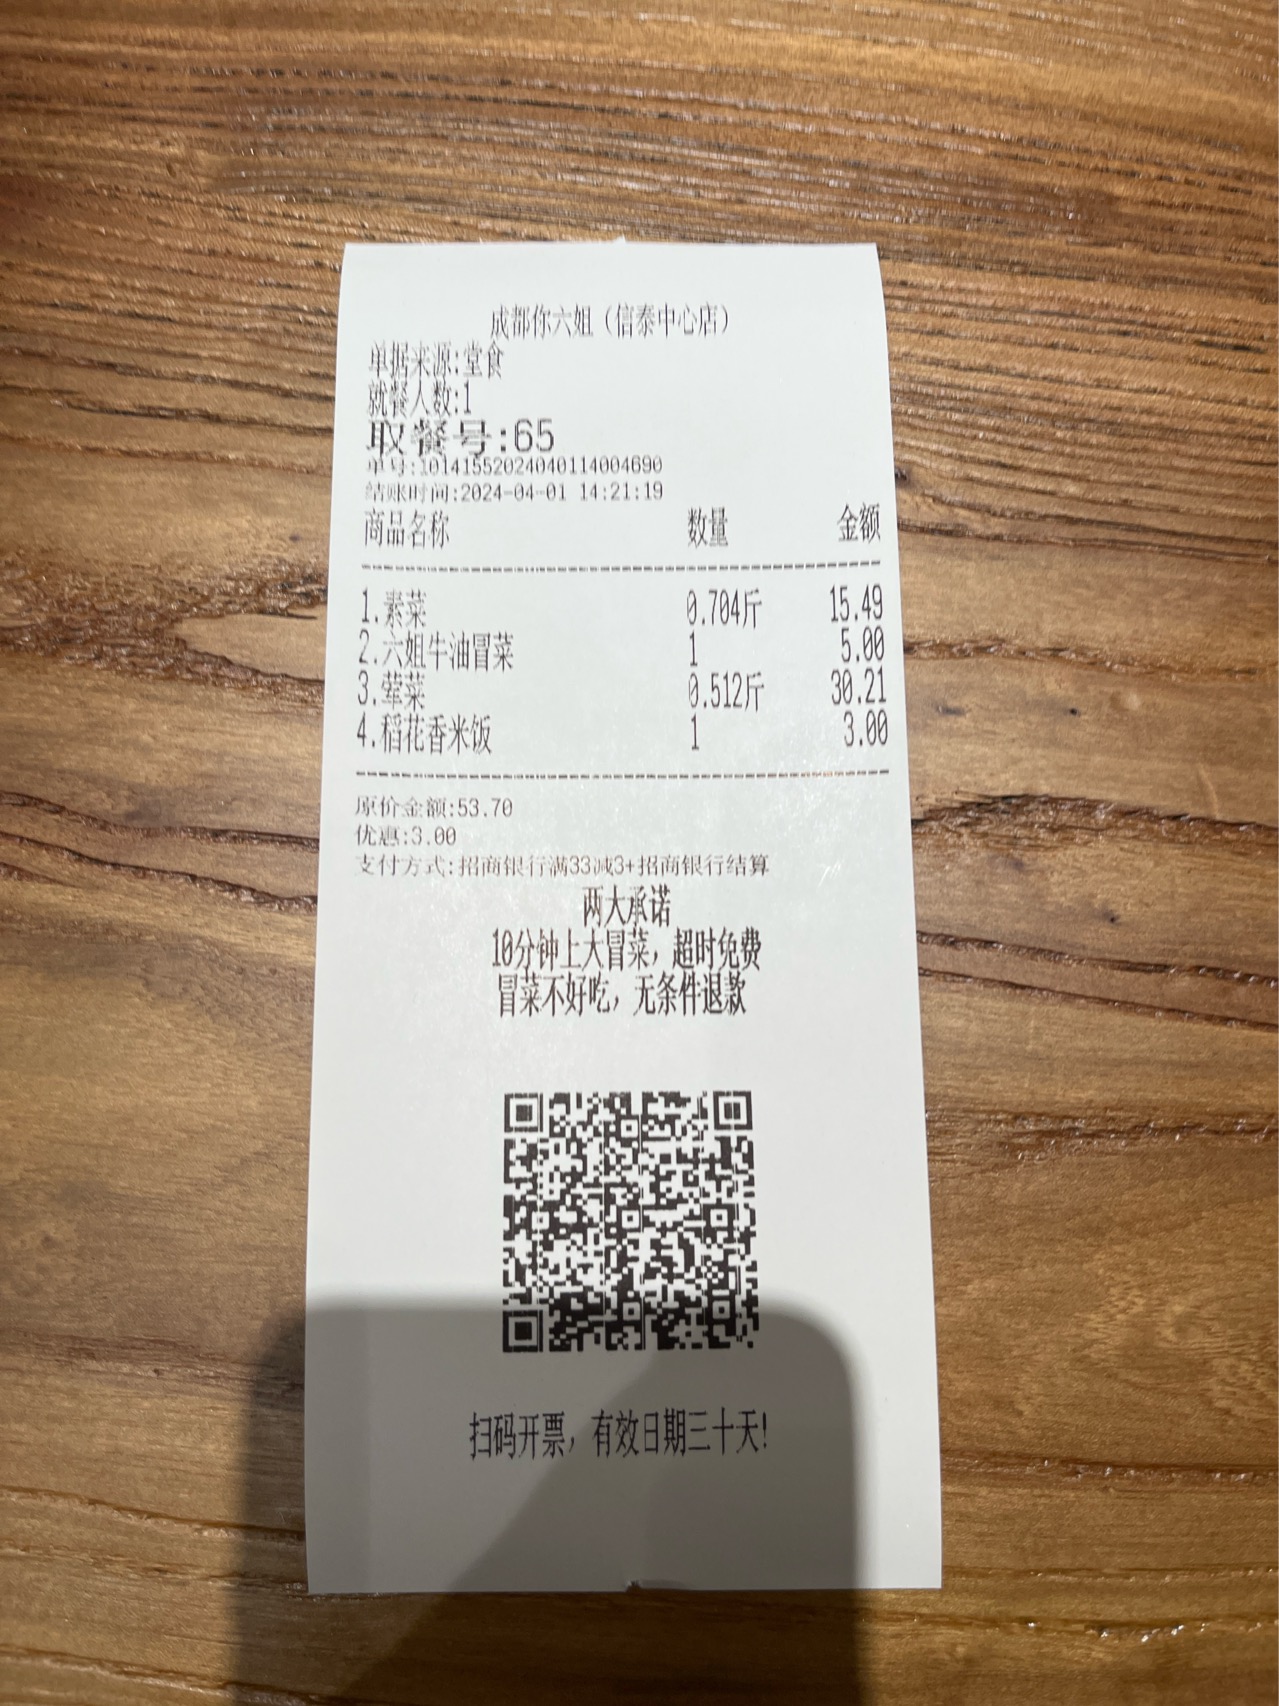 成都你六姐（信泰中心店）
单据来源:堂食
就餐人数:1
取餐号:65
单号:10141552024040114004690
结账时间:2024-04-01 14:21:19
商品名称 数量 金额
1.素菜 0.704斤 15.49
2.六姐牛油冒菜 1 5.00
3.荤菜 0.512斤 30.21
4.稻花香米饭 1 3.00
原价金额:53.70
优惠:3.00
支付方式:招商银行满33减3+招商银行结算
两大承诺
10分钟上大冒菜，超时免费
冒菜不好吃，无条件退款
扫码开票，有效日期三十天!